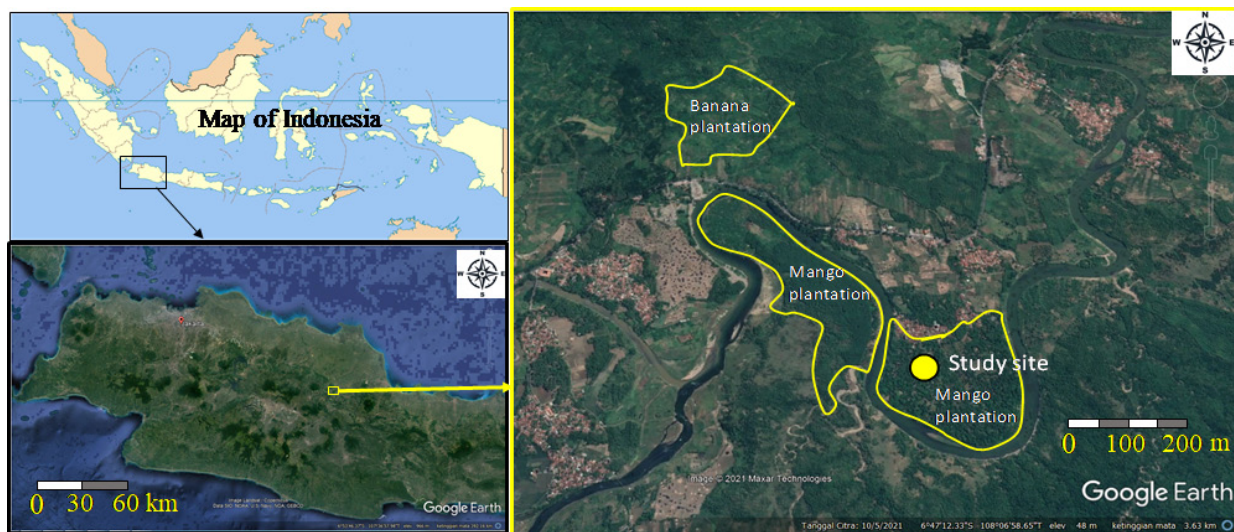 Map of Indonesia
N
W
E
S
Jakarta
0 30 60 km
Google Earth
N
W
E
S
Banana
plantation
Mango
plantation
Study site
Mango
plantation
0 100 200 m
Image © 2021 Maxar Technologies
Google Earth
Tanggal Citra: 10/5/2021 6°47'12.33"S 108°06'58.65"T elev 48 m ketinggian mata 3.63 km